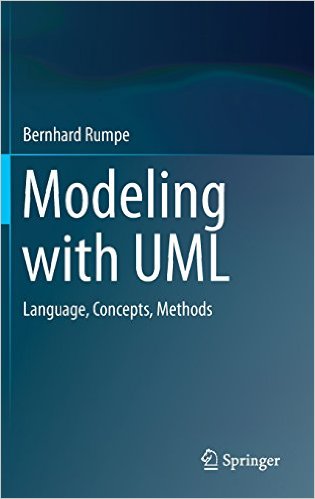 Bernhard Rumpe
Modeling
with UML
Language, Concepts, Methods
Springer